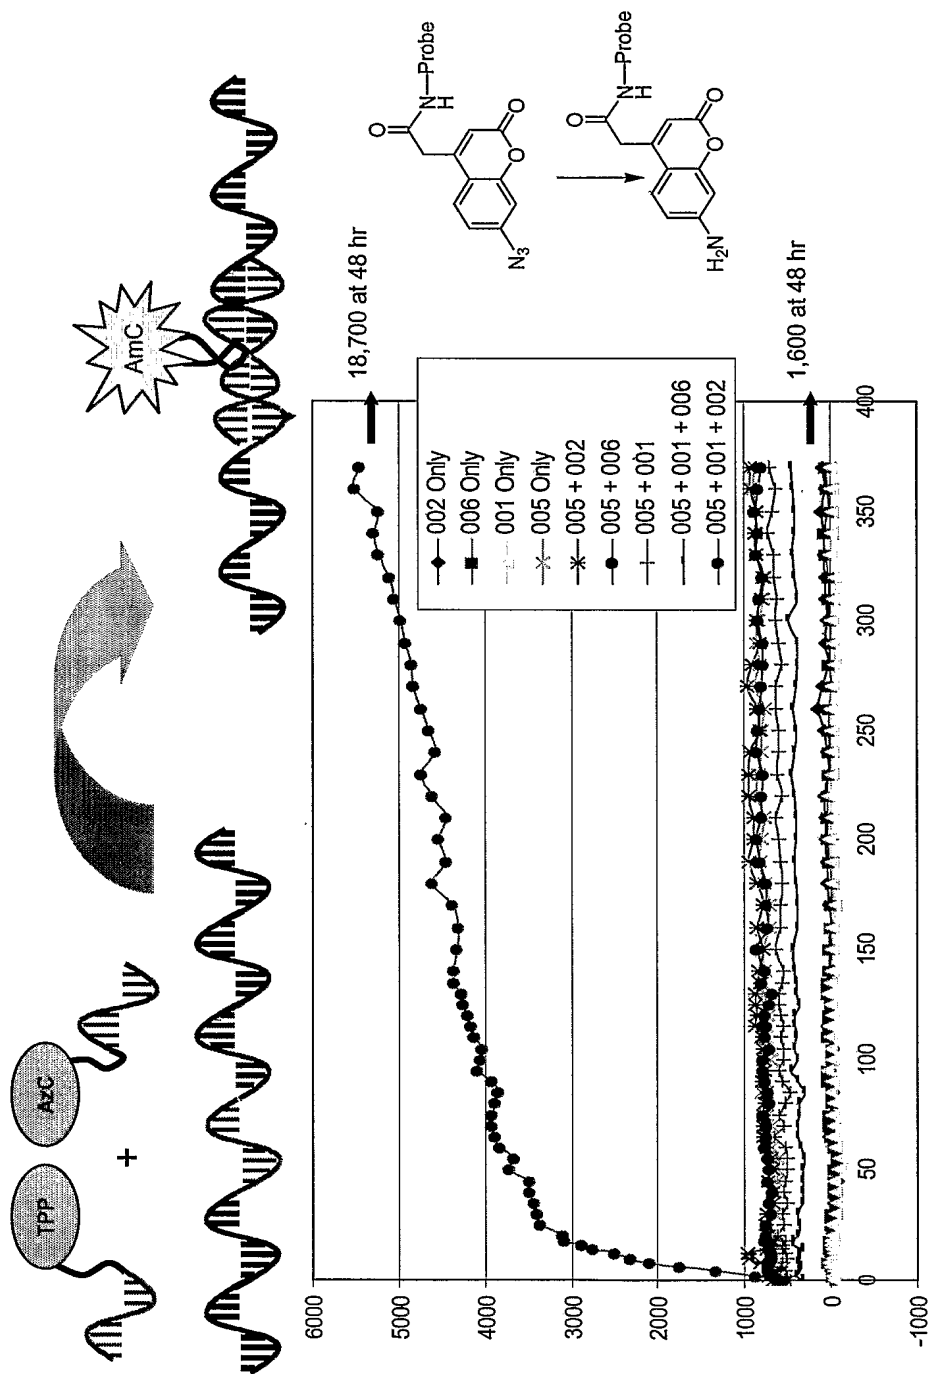 TPP
+
AzC
AmC
6000
5000
4000
3000
2000
1000
0
-1000
0
50
100
150
200
250
300
350
400
002 Only
006 Only
001 Only
005 Only
005 + 002
005 + 006
005 + 001
005 + 001 + 006
005 + 001 + 002
18,700 at 48 hr
1,600 at 48 hr
O
N—Probe
H
O
O
N3
O
N—Probe
H
O
O
H2N